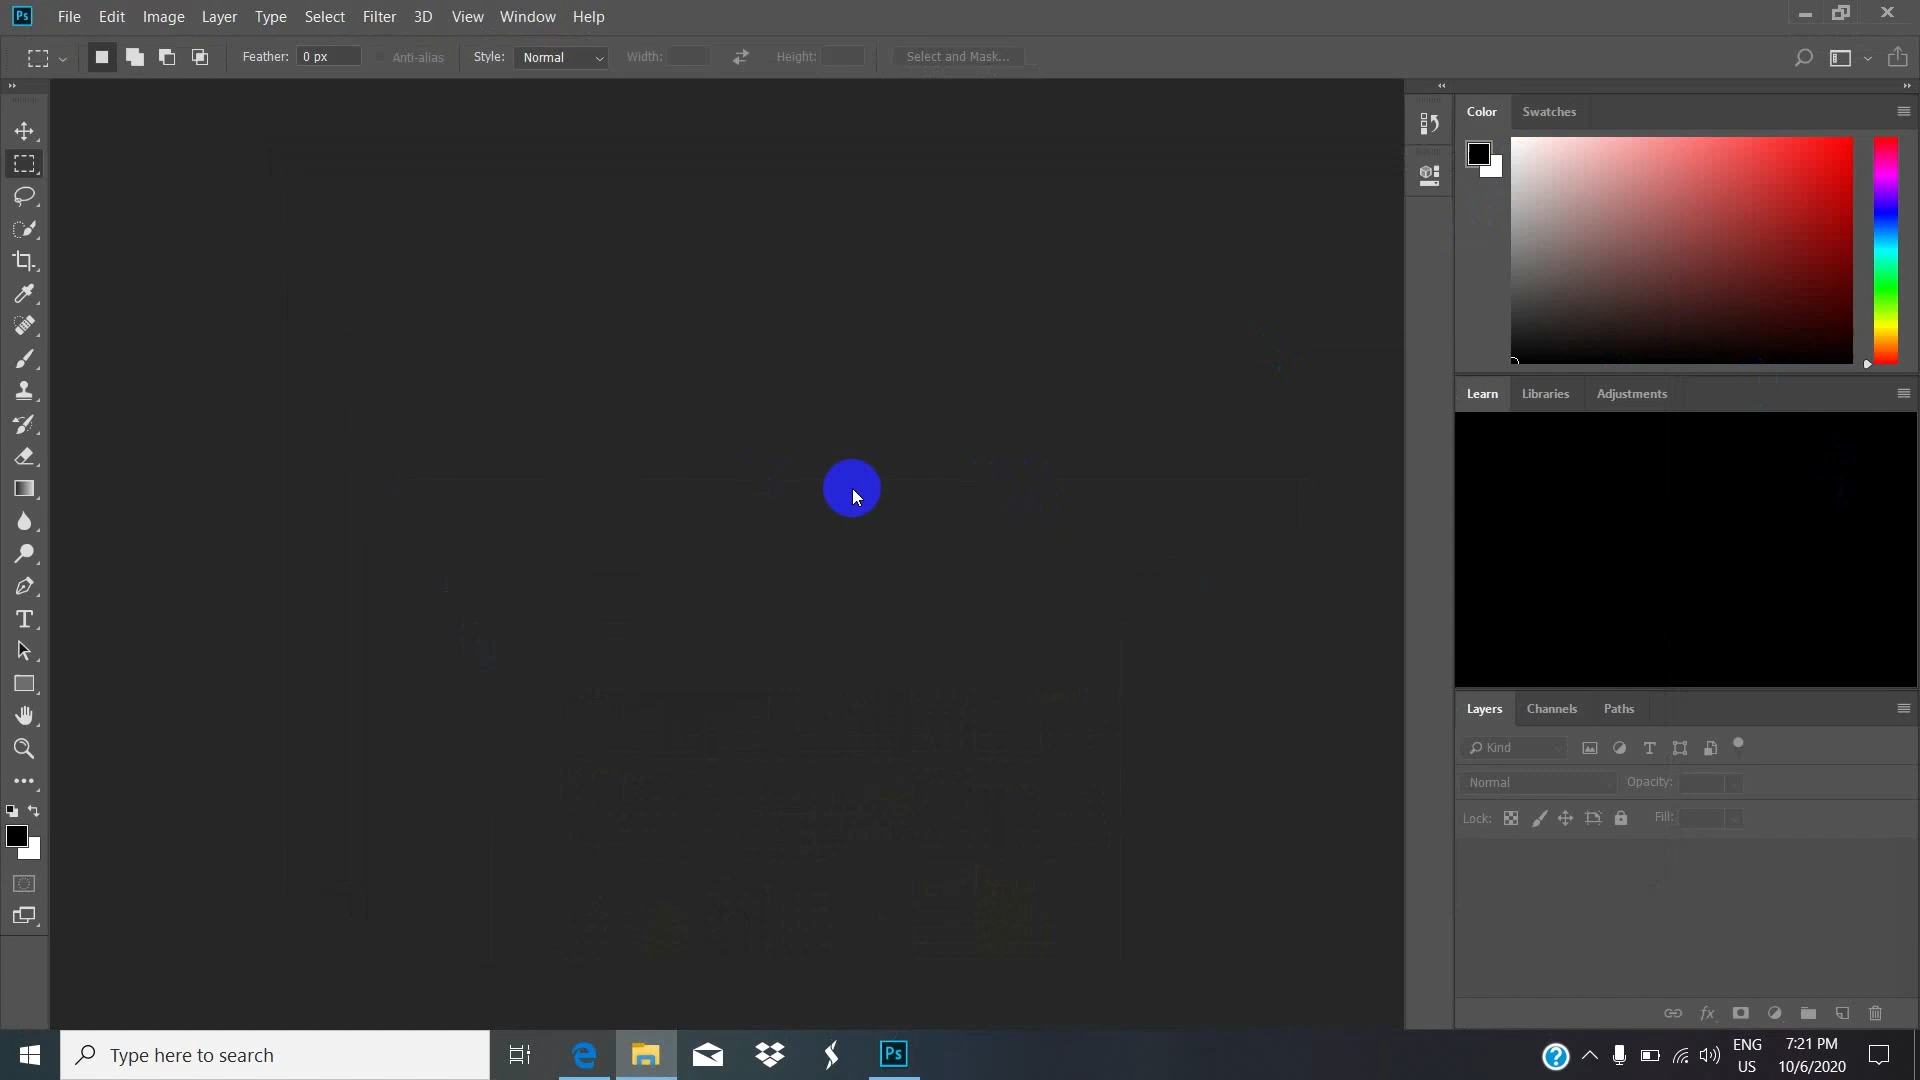 Ps File Edit Image Layer Type Select Filter 3D View Window Help
Feather: 0 px Anti-alias Style: Normal Width: Height: Select and Mask...
Color Swatches
Learn Libraries Adjustments
Layers Channels Paths
Kind
Normal Opacity:
Lock: Fill:
Type here to search
Ps
ENG
US
7:21 PM
10/6/2020